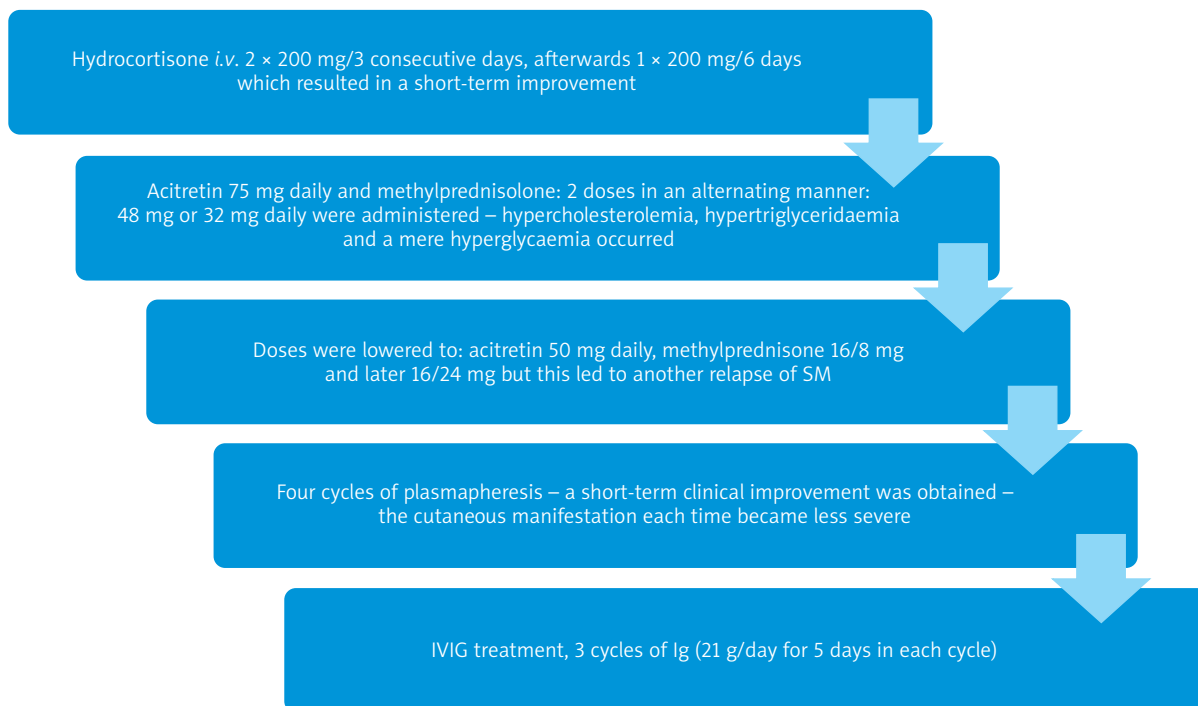 Hydrocortisone i.v. 2 × 200 mg/3 consecutive days, afterwards 1 × 200 mg/6 days
which resulted in a short-term improvement
Acitretin 75 mg daily and methylprednisolone: 2 doses in an alternating manner:
48 mg or 32 mg daily were administered – hypercholesterolemia, hypertriglyceridaemia
and a mere hyperglycaemia occurred
Doses were lowered to: acitretin 50 mg daily, methylprednisone 16/8 mg
and later 16/24 mg but this led to another relapse of SM
Four cycles of plasmapheresis – a short-term clinical improvement was obtained –
the cutaneous manifestation each time became less severe
IVIG treatment, 3 cycles of Ig (21 g/day for 5 days in each cycle)